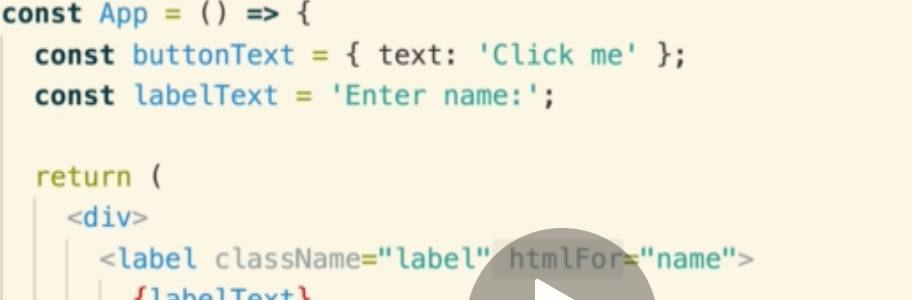 const App = () => {
const buttonText = { text: 'Click me' };
const labelText = 'Enter name:';
return (
<div>
<label className="label" htmlFor="name">
{labelText}